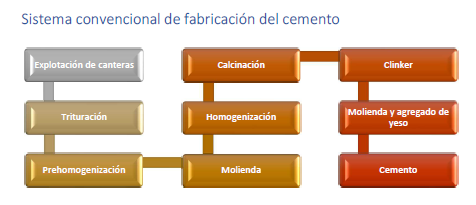 Sistema convencional de fabricación del cemento
Explotación de canteras
Trituración
Prehomogenización
Molienda
Homogenización
Calcinación
Clinker
Molienda y agregado de
yeso
Cemento